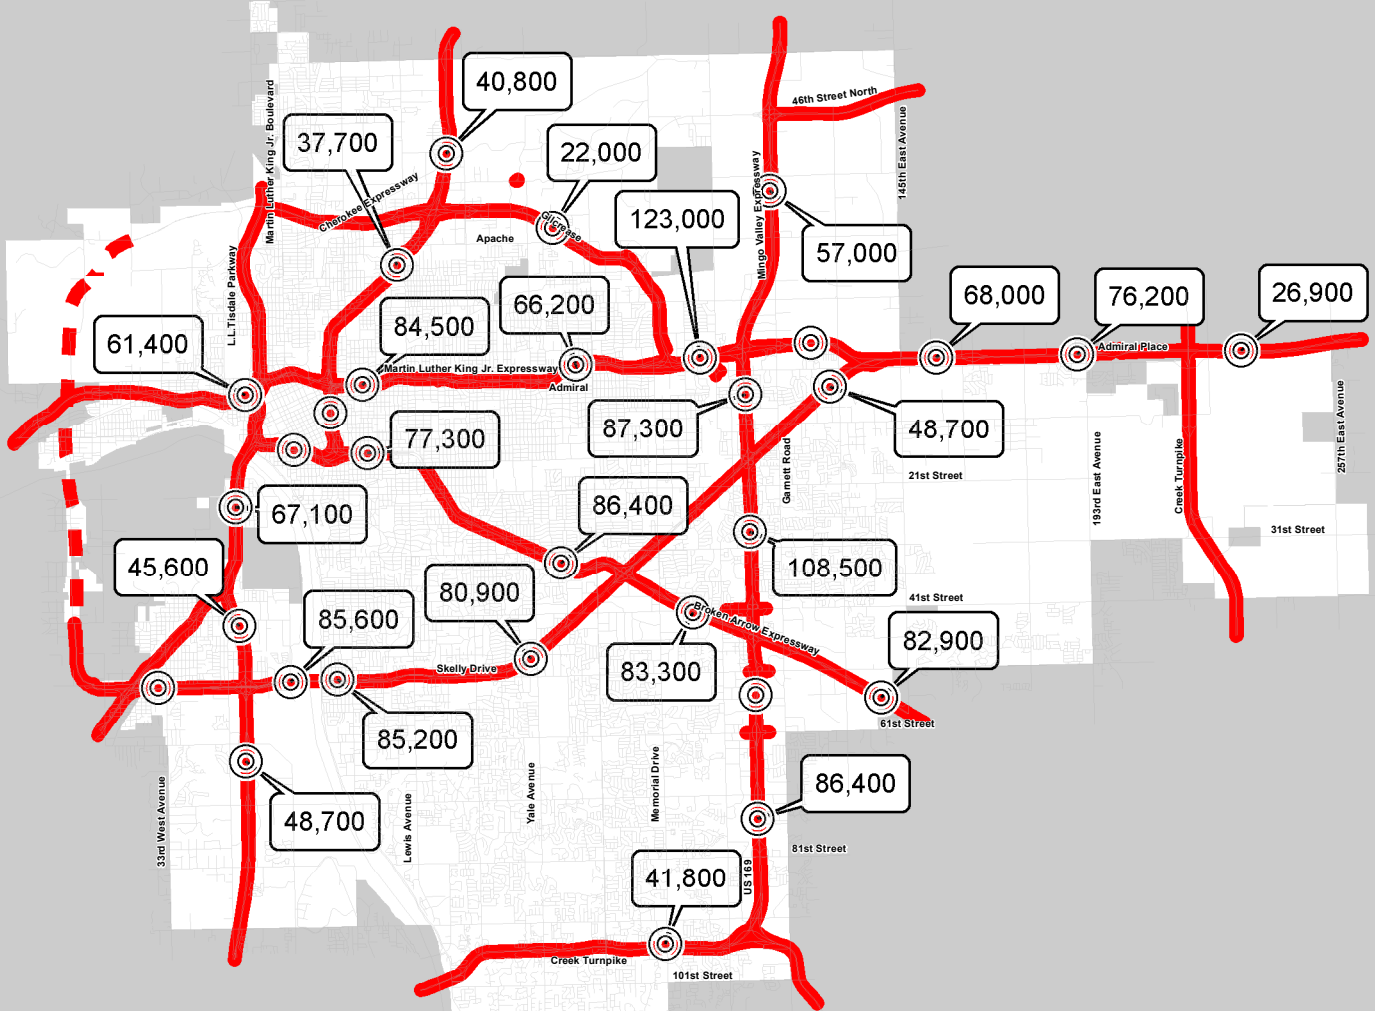 40,800
46th Street North
Martin Luther King Jr. Boulevard
145th East Avenue
37,700
22,000
Cherokee Expressway
Mingo Valley Expressway
123,000
Gilcrease
Apache
57,000
L.L.Tisdale Parkway
68,000
76,200
26,900
66,200
84,500
61,400
Admiral Place
Martin Luther King Jr. Expressway
Admiral
87,300
48,700
77,300
257th East Avenue
Garnett Road
193rd East Avenue
Creek Turnpike
21st Street
86,400
67,100
31st Street
108,500
45,600
80,900
85,600
41st Street
Broken Arrow Expressway
82,900
83,300
Skelly Drive
61st Street
85,200
86,400
33rd West Avenue
48,700
Lewis Avenue
Yale Avenue
Memorial Drive
81st Street
41,800
US 169
Creek Turnpike
101st Street